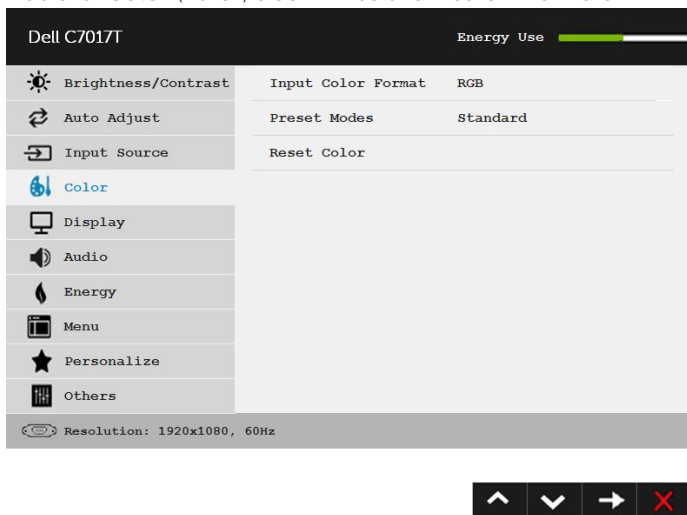 Dell C7017T Energy Use
Brightness/Contrast Input Color Format RGB
Auto Adjust Preset Modes Standard
Input Source Reset Color
Color
Display
Audio
Energy
Menu
Personalize
Others
Resolution: 1920x1080, 60Hz